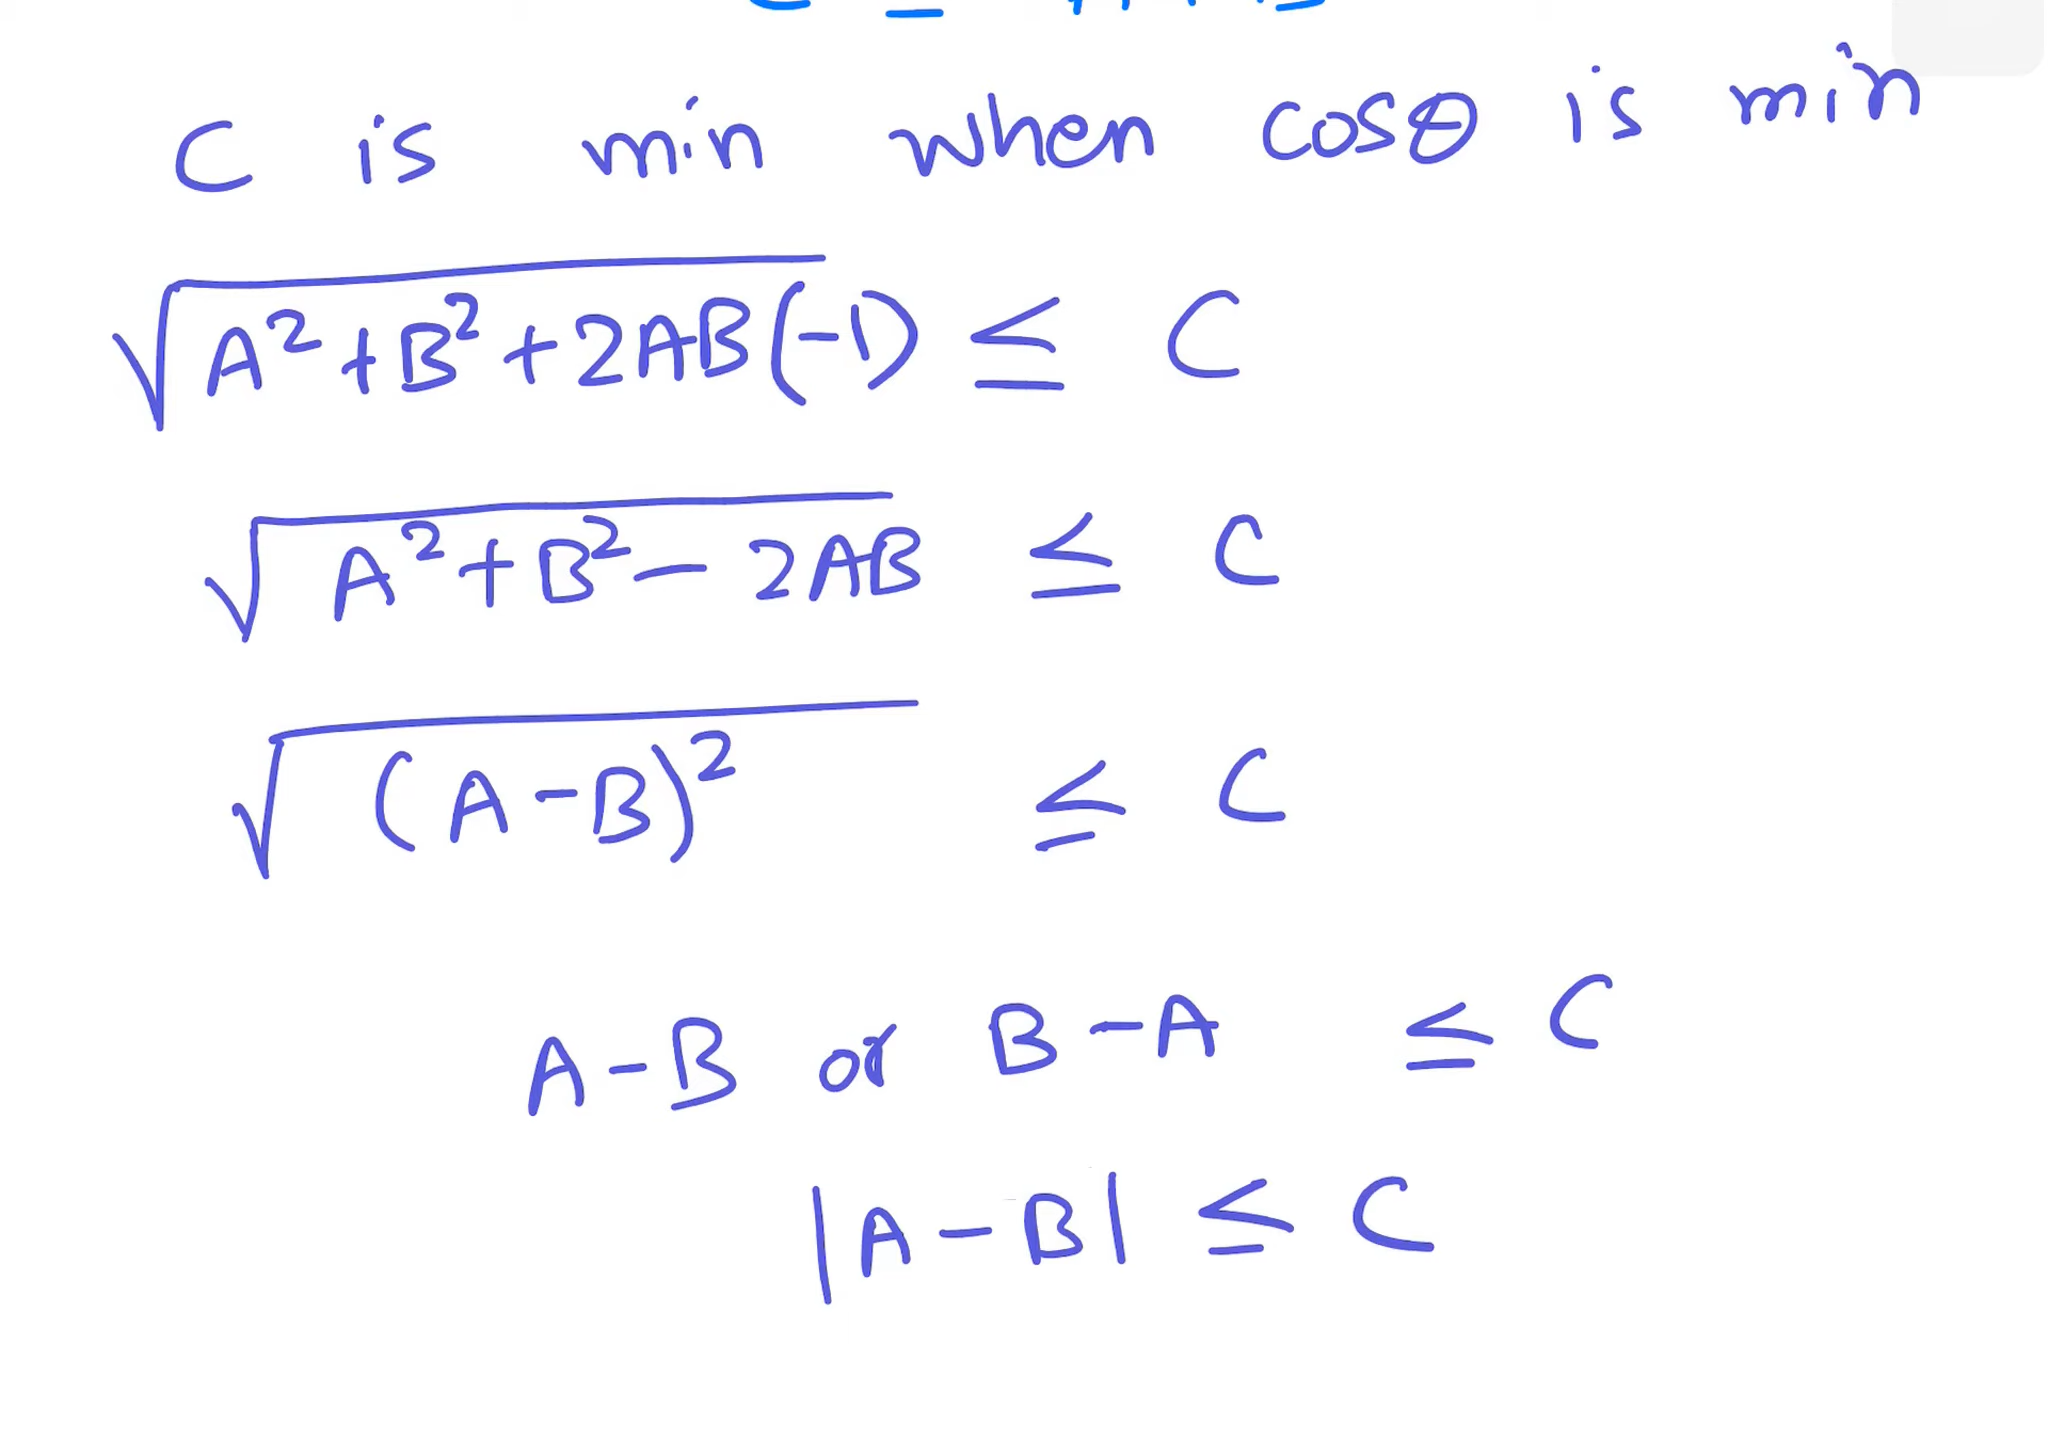 C is min when cosθ is min
√(A²+B²+2AB(-1) ≤ C
√A²+B²-2AB ≤ C
√(A-B)² ≤ C
A-B or B-A ≤ C
|A-B| ≤ C